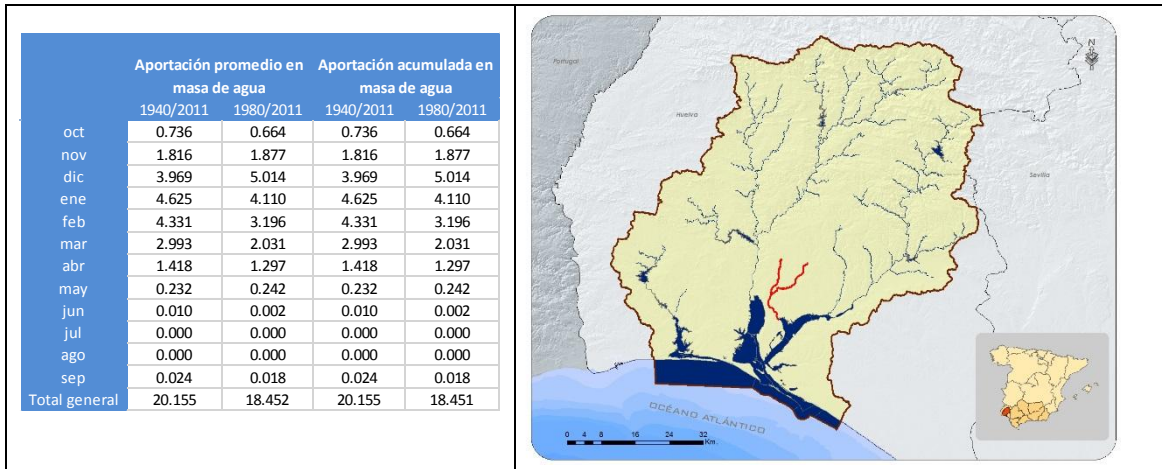 Aportación promedio en masa de agua Aportación acumulada en masa de agua
1940/2011 1980/2011 1940/2011 1980/2011
oct 0.736 0.664 0.736 0.664
nov 1.816 1.877 1.816 1.877
dic 3.969 5.014 3.969 5.014
ene 4.625 4.110 4.625 4.110
feb 4.331 3.196 4.331 3.196
mar 2.993 2.031 2.993 2.031
abr 1.418 1.297 1.418 1.297
may 0.232 0.242 0.232 0.242
jun 0.010 0.002 0.010 0.002
jul 0.000 0.000 0.000 0.000
ago 0.000 0.000 0.000 0.000
sep 0.024 0.018 0.024 0.018
Total general 20.155 18.452 20.155 18.451
N
Portugal
Huelva
Sevilla
OCÉANO ATLÁNTICO
0 4 8 16 24 32
Km.